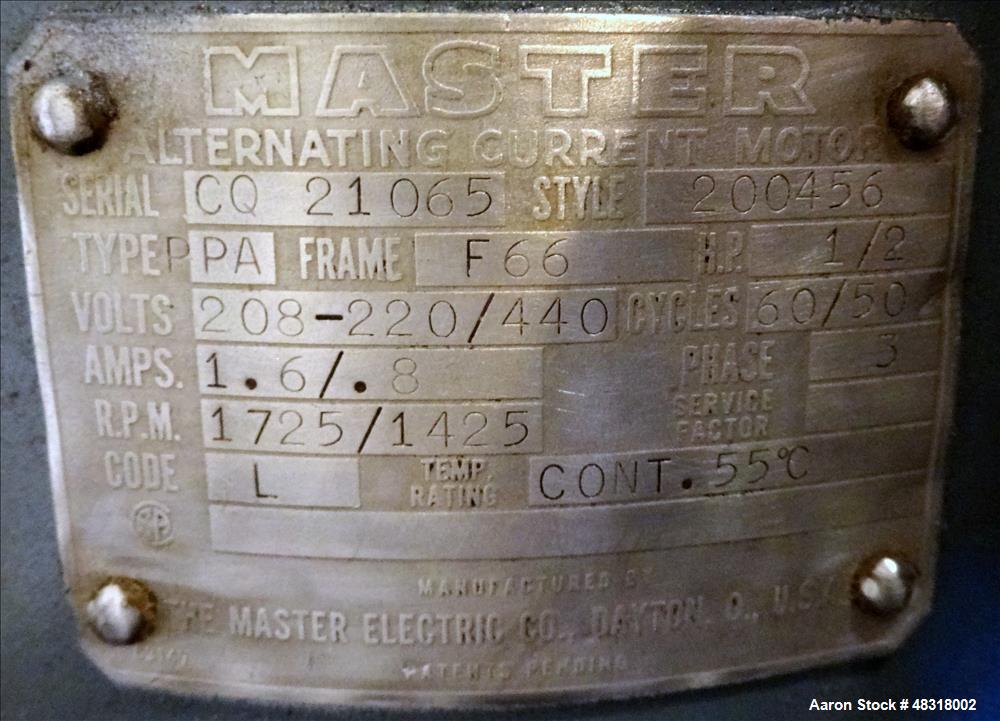 MASTER
ALTERNATING CURRENT MOTOR
SERIAL CQ 21065 STYLE 200456
TYPE PPA FRAME F66 H.P. 1/2
VOLTS 208-220/440 CYCLES 60/50
AMPS. 1.6/.8 PHASE 3
R.P.M. 1725/1425 SERVICE FACTOR
CODE L TEMP. RATING CONT. 55°C
MANUFACTURED BY
THE MASTER ELECTRIC CO., DAYTON, O., U.S.A.
PATENTS PENDING
Aaron Stock # 48318002